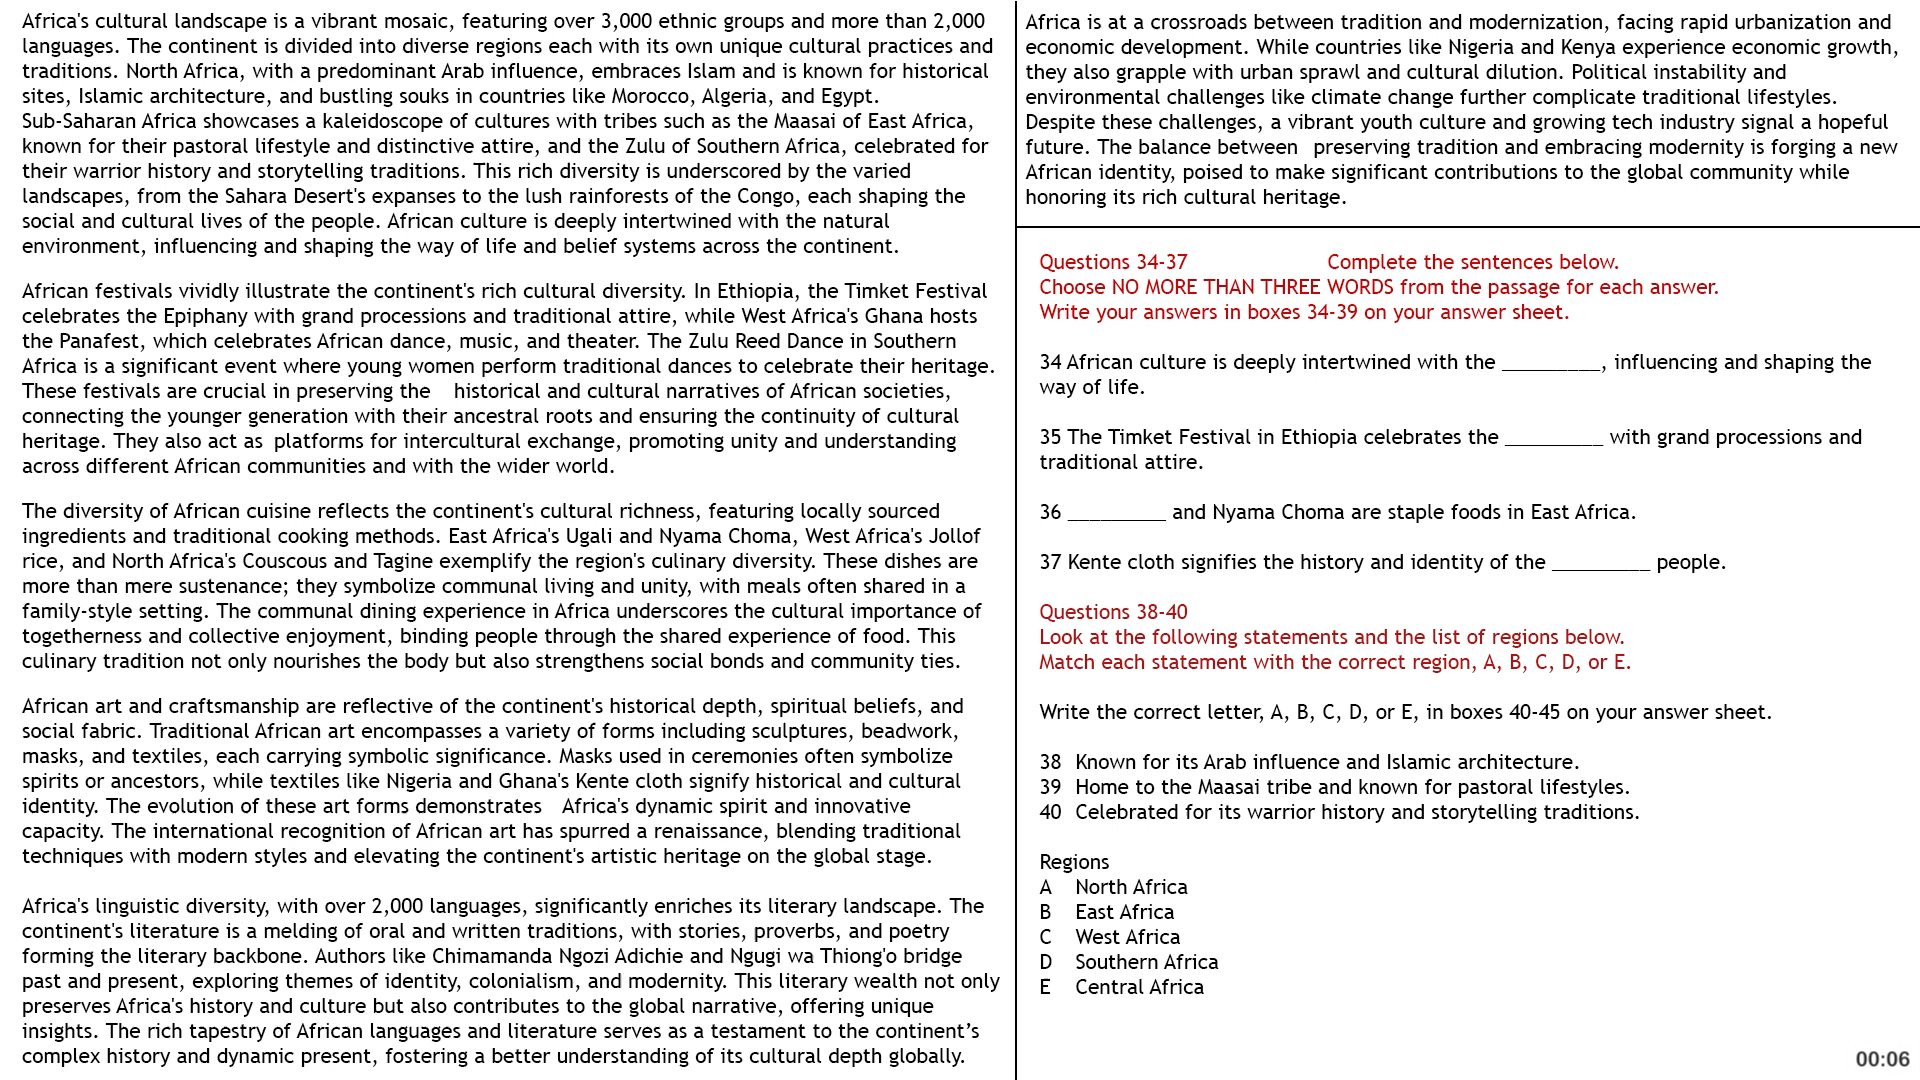 Africa's cultural landscape is a vibrant mosaic, featuring over 3,000 ethnic groups and more than 2,000
languages. The continent is divided into diverse regions each with its own unique cultural practices and
traditions. North Africa, with a predominant Arab influence, embraces Islam and is known for historical
sites, Islamic architecture, and bustling souks in countries like Morocco, Algeria, and Egypt.
Sub-Saharan Africa showcases a kaleidoscope of cultures with tribes such as the Maasai of East Africa,
known for their pastoral lifestyle and distinctive attire, and the Zulu of Southern Africa, celebrated for
their warrior history and storytelling traditions. This rich diversity is underscored by the varied
landscapes, from the Sahara Desert's expanses to the lush rainforests of the Congo, each shaping the
social and cultural lives of the people. African culture is deeply intertwined with the natural
environment, influencing and shaping the way of life and belief systems across the continent.

African festivals vividly illustrate the continent's rich cultural diversity. In Ethiopia, the Timket Festival
celebrates the Epiphany with grand processions and traditional attire, while West Africa's Ghana hosts
the Panafest, which celebrates African dance, music, and theater. The Zulu Reed Dance in Southern
Africa is a significant event where young women perform traditional dances to celebrate their heritage.
These festivals are crucial in preserving the historical and cultural narratives of African societies,
connecting the younger generation with their ancestral roots and ensuring the continuity of cultural
heritage. They also act as platforms for intercultural exchange, promoting unity and understanding
across different African communities and with the wider world.

The diversity of African cuisine reflects the continent's cultural richness, featuring locally sourced
ingredients and traditional cooking methods. East Africa's Ugali and Nyama Choma, West Africa's Jollof
rice, and North Africa's Couscous and Tagine exemplify the region's culinary diversity. These dishes are
more than mere sustenance; they symbolize communal living and unity, with meals often shared in a
family-style setting. The communal dining experience in Africa underscores the cultural importance of
togetherness and collective enjoyment, binding people through the shared experience of food. This
culinary tradition not only nourishes the body but also strengthens social bonds and community ties.

African art and craftsmanship are reflective of the continent's historical depth, spiritual beliefs, and
social fabric. Traditional African art encompasses a variety of forms including sculptures, beadwork,
masks, and textiles, each carrying symbolic significance. Masks used in ceremonies often symbolize
spirits or ancestors, while textiles like Nigeria and Ghana's Kente cloth signify historical and cultural
identity. The evolution of these art forms demonstrates Africa's dynamic spirit and innovative
capacity. The international recognition of African art has spurred a renaissance, blending traditional
techniques with modern styles and elevating the continent's artistic heritage on the global stage.

Africa's linguistic diversity, with over 2,000 languages, significantly enriches its literary landscape. The
continent's literature is a melding of oral and written traditions, with stories, proverbs, and poetry
forming the literary backbone. Authors like Chimamanda Ngozi Adichie and Ngugi wa Thiong'o bridge
past and present, exploring themes of identity, colonialism, and modernity. This literary wealth not only
preserves Africa's history and culture but also contributes to the global narrative, offering unique
insights. The rich tapestry of African languages and literature serves as a testament to the continent’s
complex history and dynamic present, fostering a better understanding of its cultural depth globally.

Africa is at a crossroads between tradition and modernization, facing rapid urbanization and
economic development. While countries like Nigeria and Kenya experience economic growth,
they also grapple with urban sprawl and cultural dilution. Political instability and
environmental challenges like climate change further complicate traditional lifestyles.
Despite these challenges, a vibrant youth culture and growing tech industry signal a hopeful
future. The balance between preserving tradition and embracing modernity is forging a new
African identity, poised to make significant contributions to the global community while
honoring its rich cultural heritage.

Questions 34-37 Complete the sentences below.
Choose NO MORE THAN THREE WORDS from the passage for each answer.
Write your answers in boxes 34-39 on your answer sheet.

34 African culture is deeply intertwined with the _________, influencing and shaping the
way of life.

35 The Timket Festival in Ethiopia celebrates the _________ with grand processions and
traditional attire.

36 _________ and Nyama Choma are staple foods in East Africa.

37 Kente cloth signifies the history and identity of the _________ people.

Questions 38-40
Look at the following statements and the list of regions below.
Match each statement with the correct region, A, B, C, D, or E.

Write the correct letter, A, B, C, D, or E, in boxes 40-45 on your answer sheet.

38 Known for its Arab influence and Islamic architecture.
39 Home to the Maasai tribe and known for pastoral lifestyles.
40 Celebrated for its warrior history and storytelling traditions.

Regions
A North Africa
B East Africa
C West Africa
D Southern Africa
E Central Africa

00:06